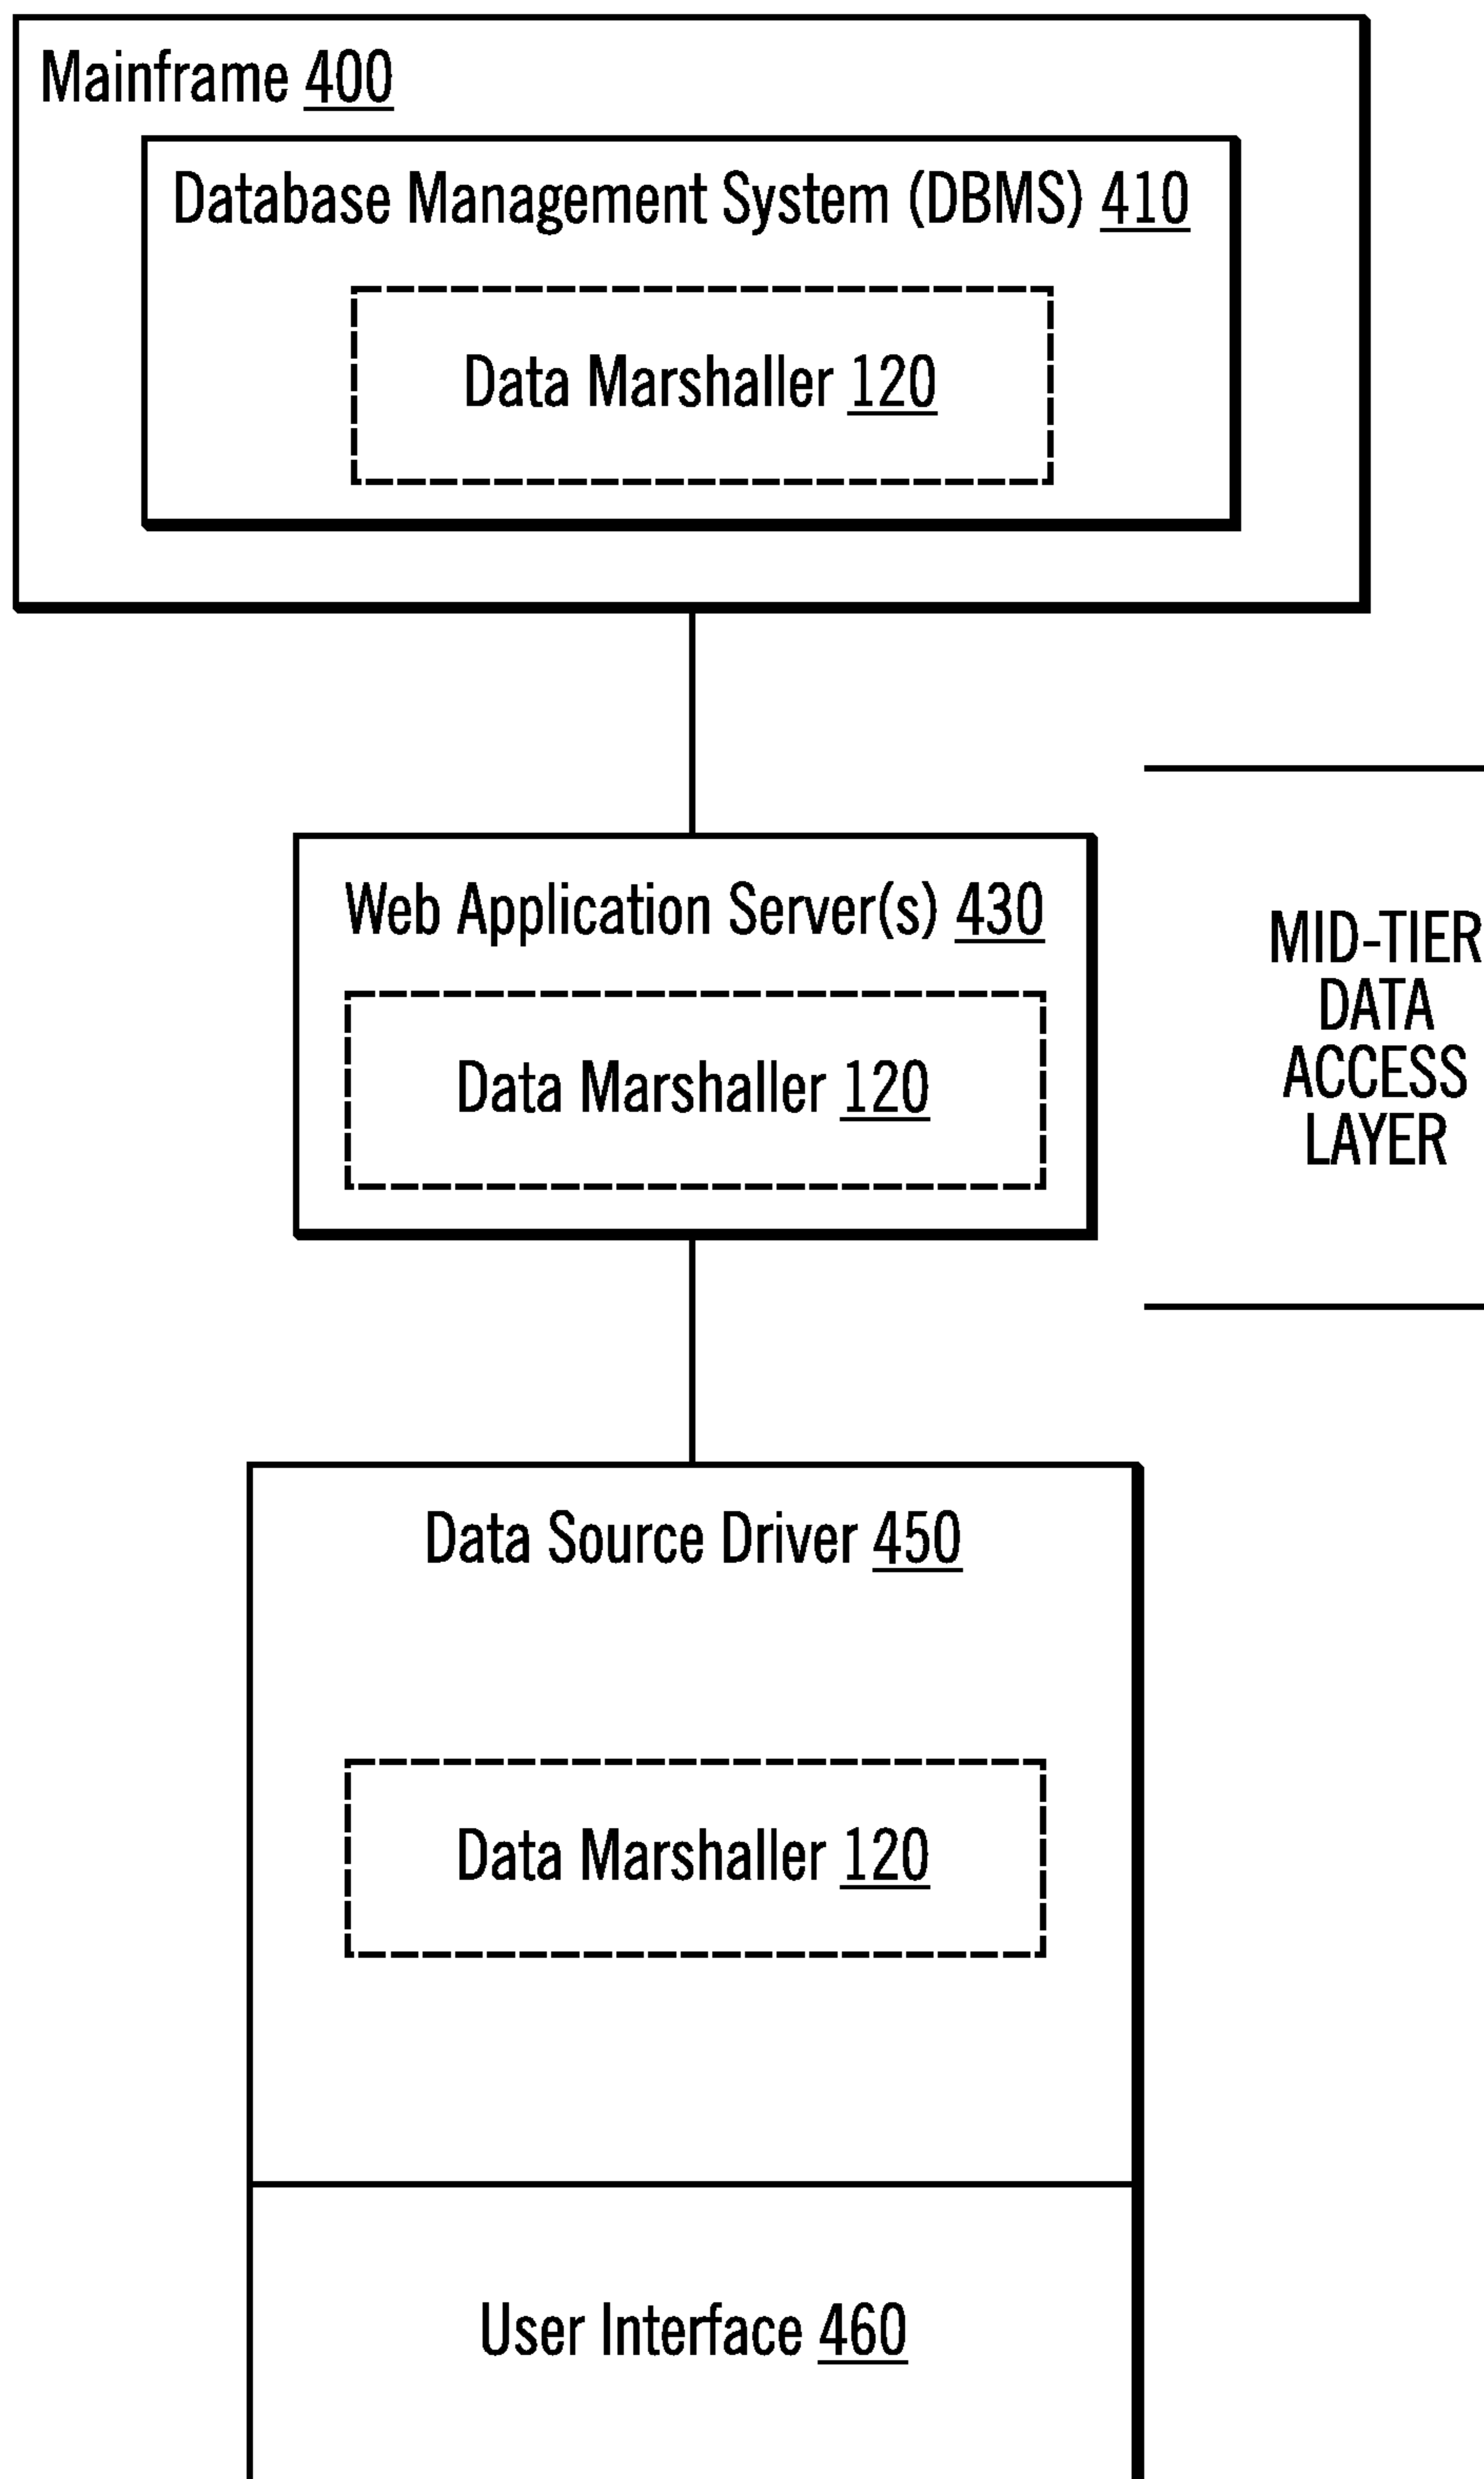 Mainframe 400
Database Management System (DBMS) 410
Data Marshaller 120
Web Application Server(s) 430
Data Marshaller 120
MID-TIER
DATA
ACCESS
LAYER
Data Source Driver 450
Data Marshaller 120
User Interface 460